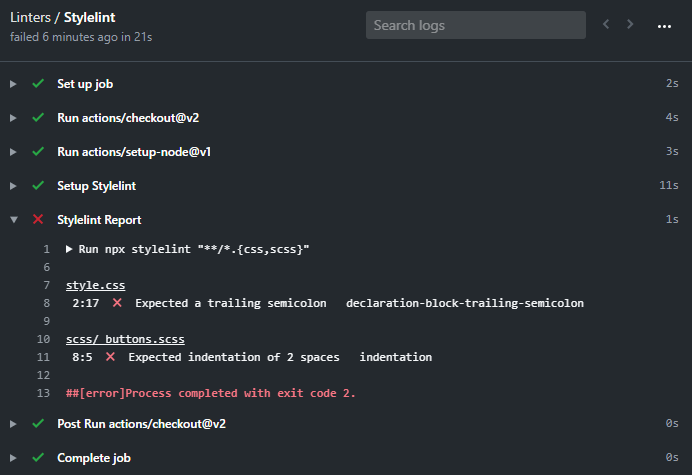 Linters / Stylelint
failed 6 minutes ago in 21s
Search logs
Set up job 2s
Run actions/checkout@v2 4s
Run actions/setup-node@v1 3s
Setup Stylelint 11s
Stylelint Report 1s
1 Run npx stylelint "**/*.{css,scss}"
6
7 style.css
8 2:17 ✕ Expected a trailing semicolon declaration-block-trailing-semicolon
9
10 scss/_buttons.scss
11 8:5 ✕ Expected indentation of 2 spaces indentation
12
13 ##[error]Process completed with exit code 2.
Post Run actions/checkout@v2 0s
Complete job 0s